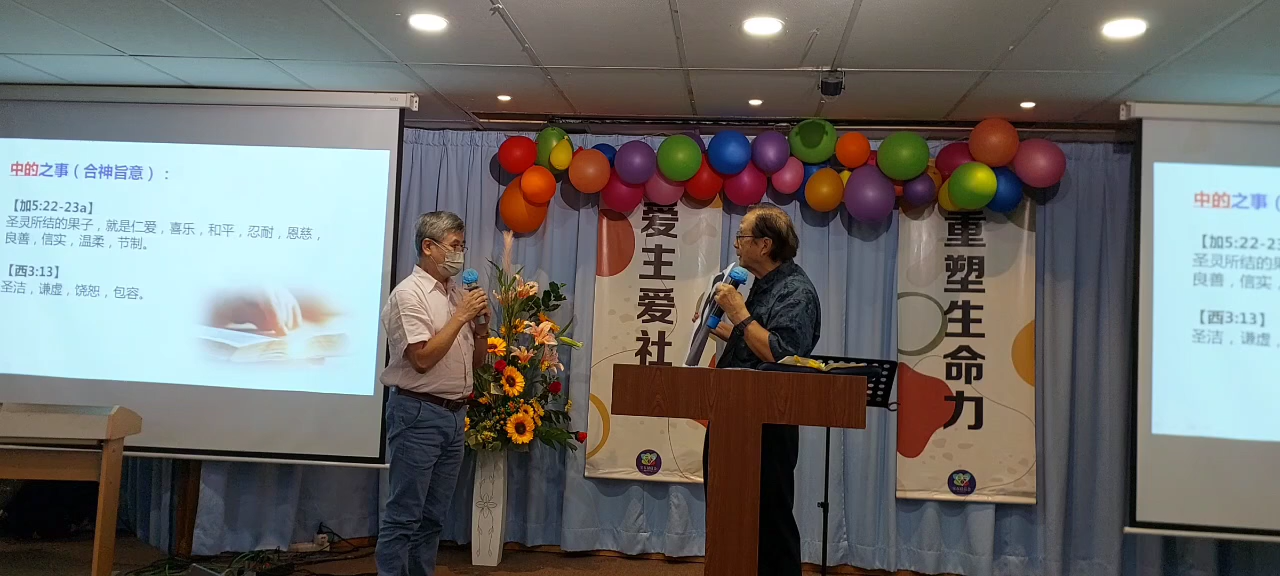 中的之事（合神旨意）：
【加5:22-23a】
圣灵所结的果子，就是仁爱，喜乐，和平，忍耐，恩慈，
良善，信实，温柔，节制。
【西3:13】
圣洁，谦虚，饶恕，包容。
爱主爱社
重塑生命力
中的之事（
【加5:22-23
圣灵所结的果
良善，信实，
【西3:13】
圣洁，谦虚，